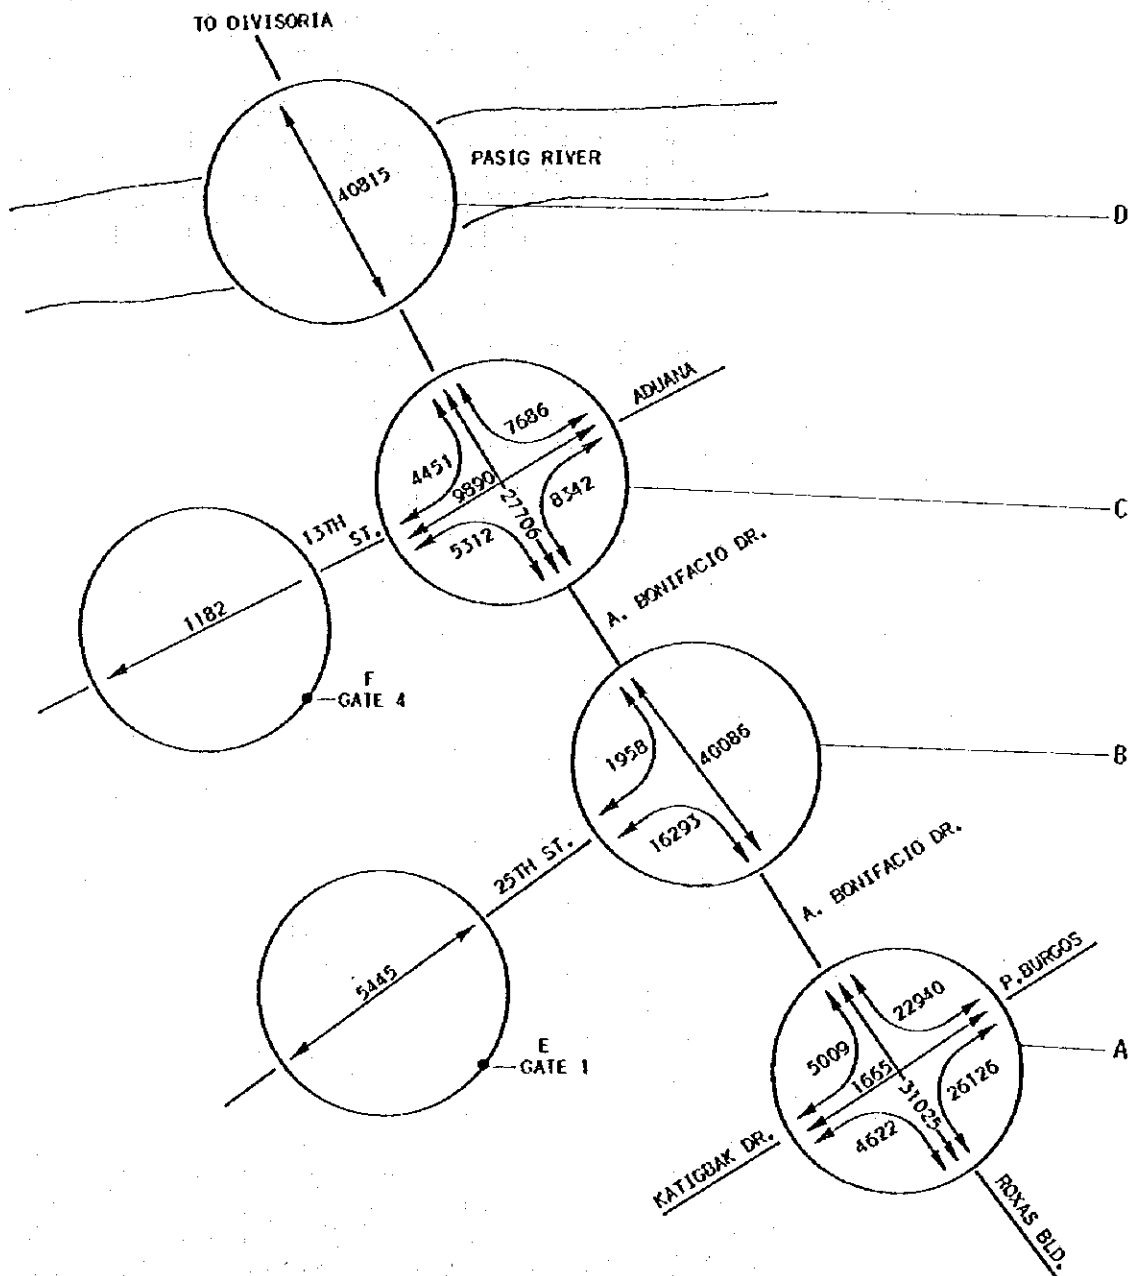 TO DIVISORIA
40815
PASIG RIVER
D
ADUANA
7686
4451
9890
27706
8342
5312
C
13TH ST.
A. BONIFACIO DR.
1182
F
GATE 4
1958
40086
16293
B
25TH ST.
A. BONIFACIO DR.
5445
E
GATE 1
P.BURGOS
22940
5009
1665
31025
26126
4622
A
KATIGBAK DR.
ROXAS BLD.